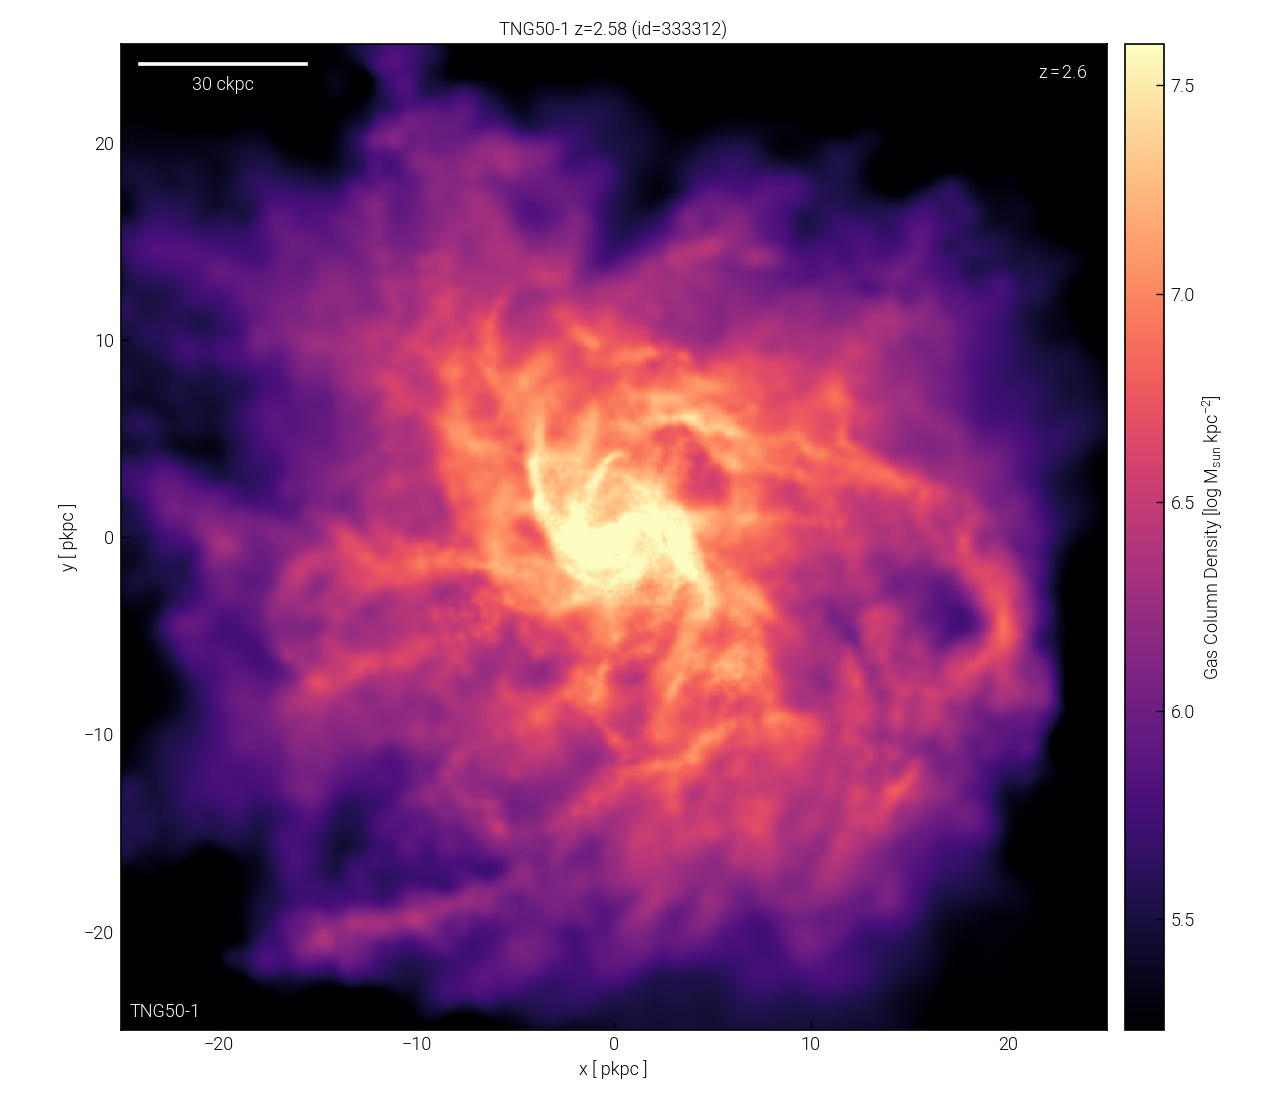 TNG50-1 z=2.58 (id=333312)
30 ckpc
z=2.6
TNG50-1
20
10
0
−10
−20
y [ pkpc ]
−20
−10
0
10
20
x [ pkpc ]
7.5
7.0
6.5
6.0
5.5
Gas Column Density [log M_sun kpc⁻²]